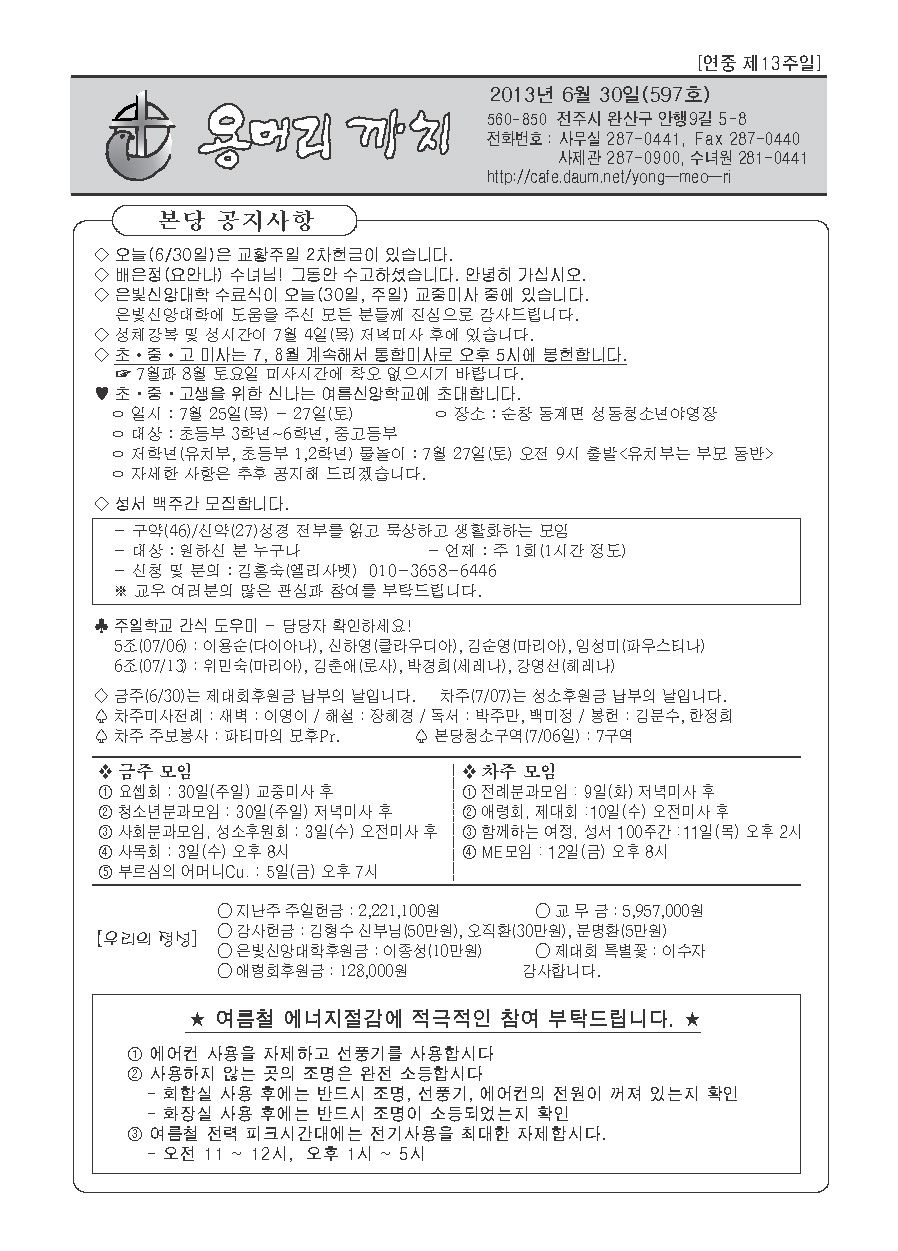 [연중 제13주일]
용머리 까치
2013년 6월 30일(597호)
560-850 전주시 완산구 안행9길 5-8
전화번호 : 사무실 287-0441, Fax 287-0440
사제관 287-0900, 수녀원 281-0441
http://cafe.daum.net/yong—meo—ri
본당 공지사항
◇ 오늘(6/30일)은 교황주일 2차헌금이 있습니다.
◇ 배은정(요안나) 수녀님! 그동안 수고하셨습니다. 안녕히 가십시오.
◇ 은빛신앙대학 수료식이 오늘(30일, 주일) 교중미사 중에 있습니다.
은빛신앙대학에 도움을 주신 모든 분들께 진심으로 감사드립니다.
◇ 성체강복 및 성시간이 7월 4일(목) 저녁미사 후에 있습니다.
◇ 초·중·고 미사는 7, 8월 계속해서 통합미사로 오후 5시에 봉헌합니다.
☞ 7월과 8월 토요일 미사시간에 착오 없으시기 바랍니다.
♥ 초·중·고생을 위한 신나는 여름신앙학교에 초대합니다.
ㅇ 일시 : 7월 25일(목) - 27일(토) ㅇ 장소 : 순창 동계면 성동청소년야영장
ㅇ 대상 : 초등부 3학년~6학년, 중고등부
ㅇ 저학년(유치부, 초등부 1,2학년) 물놀이 : 7월 27일(토) 오전 9시 출발<유치부는 부모 동반>
ㅇ 자세한 사항은 추후 공지해 드리겠습니다.
◇ 성서 백주간 모집합니다.
- 구약(46)/신약(27)성경 전부를 읽고 묵상하고 생활화하는 모임
- 대상 : 원하신 분 누구나 - 언제 : 주 1회(1시간 정도)
- 신청 및 문의 : 김홍숙(엘리사벳) 010-3658-6446
※ 교우 여러분의 많은 관심과 참여를 부탁드립니다.
♣ 주일학교 간식 도우미 - 담당자 확인하세요!
5조(07/06) : 이용순(다이아나), 신하영(클라우디아), 김순영(마리아), 임성미(파우스티나)
6조(07/13) : 위민숙(마리아), 김춘애(로사), 박경희(세레나), 강영선(헤레나)
◇ 금주(6/30)는 제대회후원금 납부의 날입니다. 차주(7/07)는 성소후원금 납부의 날입니다.
♤ 차주미사전례 : 새벽 : 이영이 / 해설 : 장혜경 / 독서 : 박주만, 백미정 / 봉헌 : 김문수, 한정희
♤ 차주 주보봉사 : 파티마의 모후Pr. ♤ 본당청소구역(7/06일) : 7구역
❖ 금주 모임
① 요셉회 : 30일(주일) 교중미사 후
② 청소년분과모임 : 30일(주일) 저녁미사 후
③ 사회분과모임, 성소후원회 : 3일(수) 오전미사 후
④ 사목회 : 3일(수) 오후 8시
⑤ 부르심의 어머니Cu. : 5일(금) 오후 7시
❖ 차주 모임
① 전례분과모임 : 9일(화) 저녁미사 후
② 애령회, 제대회 :10일(수) 오전미사 후
③ 함께하는 여정, 성서 100주간 :11일(목) 오후 2시
④ ME모임 : 12일(금) 오후 8시
[우리의 정성]
○ 지난주 주일헌금 : 2,221,100원 ○ 교 무 금 : 5,957,000원
○ 감사헌금 : 김형수 신부님(50만원), 오직환(30만원), 문명환(5만원)
○ 은빛신앙대학후원금 : 이종성(10만원) ○ 제대회 특별꽃 : 이수자
○ 애령회후원금 : 128,000원 감사합니다.
★ 여름철 에너지절감에 적극적인 참여 부탁드립니다. ★
① 에어컨 사용을 자제하고 선풍기를 사용합시다
② 사용하지 않는 곳의 조명은 완전 소등합시다
- 회합실 사용 후에는 반드시 조명, 선풍기, 에어컨의 전원이 꺼져 있는지 확인
- 화장실 사용 후에는 반드시 조명이 소등되었는지 확인
③ 여름철 전력 피크시간대에는 전기사용을 최대한 자제합시다.
- 오전 11 ~ 12시, 오후 1시 ~ 5시